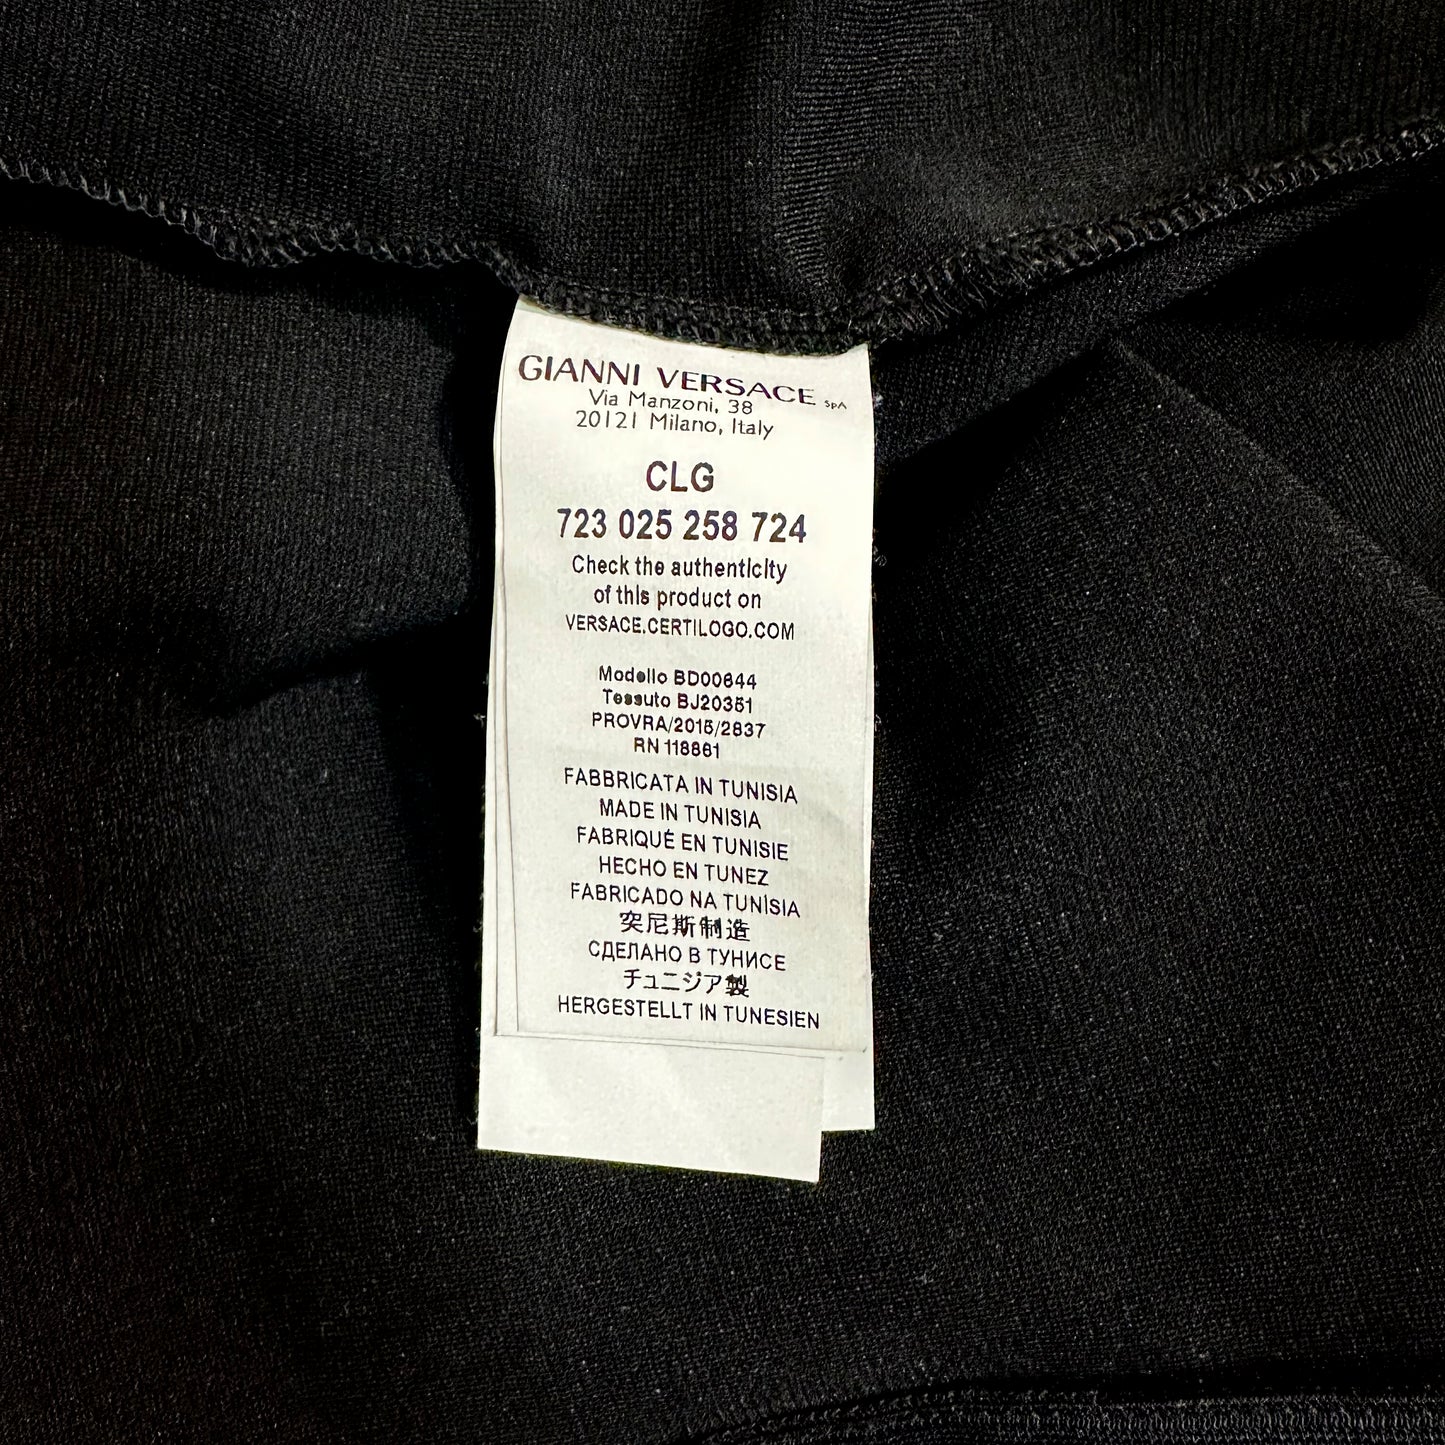 GIANNI VERSACE SpA
Via Manzoni, 38
20121 Milano, Italy
CLG
723 025 258 724
Check the authenticity
of this product on
VERSACE.CERTILOGO.COM
Modello BD00644
Tessuto BJ20351
PROVRA/2015/2837
RN 118861
FABBRICATA IN TUNISIA
MADE IN TUNISIA
FABRIQUÉ EN TUNISIE
HECHO EN TUNEZ
FABRICADO NA TUNÍSIA
突尼斯制造
СДЕЛАНО В ТУНИСЕ
チュニジア製
HERGESTELLT IN TUNESIEN